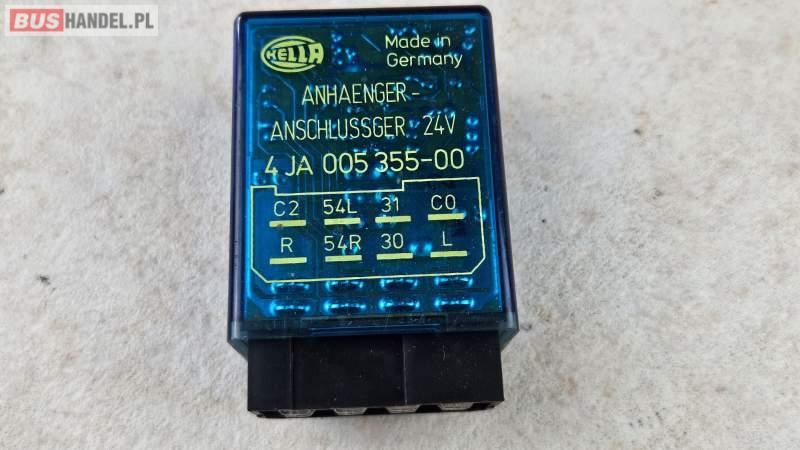 BUSHANDEL.PL
HELLA
Made in
Germany
ANHAENGER-
ANSCHLUSSGER. 24V
4 JA 005 355-00
C2 54L 31 C0
R 54R 30 L